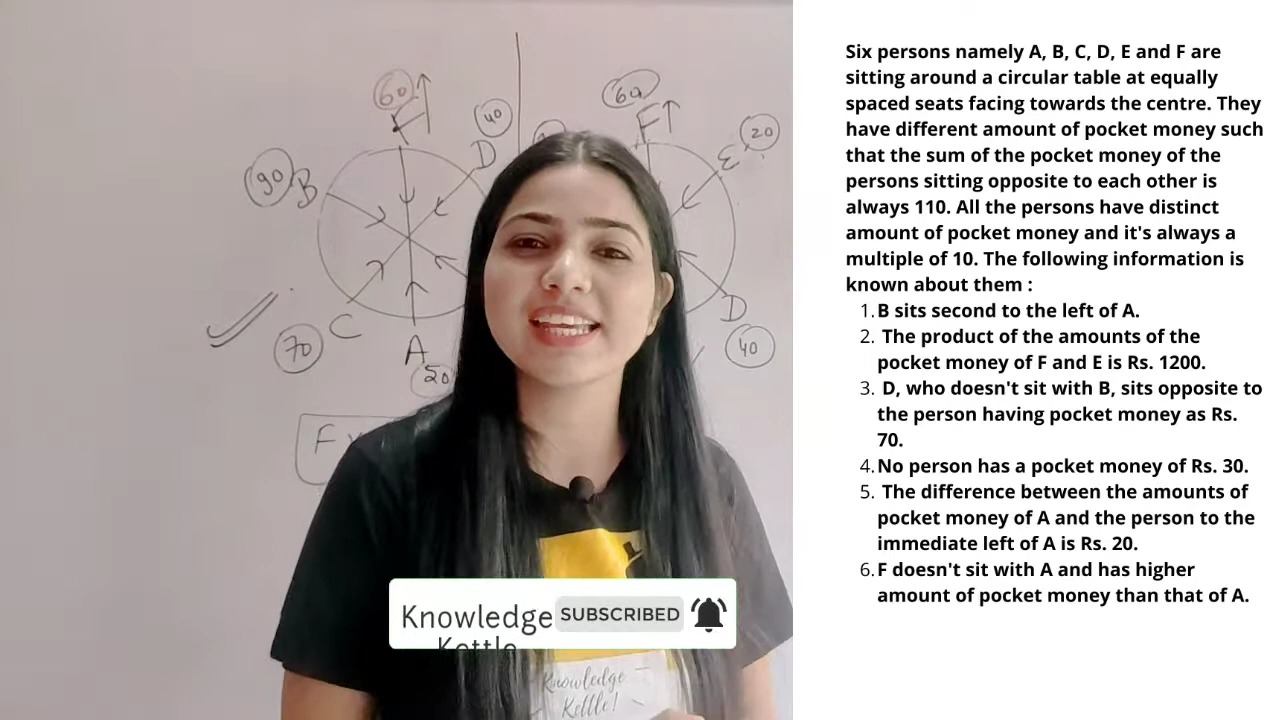 60
F↑
40
D
90
B
C
70
A
50
F
60
F↑
E
20
D
40
Knowledge
Kettle
SUBSCRIBED
Knowledge
Kettle!
Six persons namely A, B, C, D, E and F are
sitting around a circular table at equally
spaced seats facing towards the centre. They
have different amount of pocket money such
that the sum of the pocket money of the
persons sitting opposite to each other is
always 110. All the persons have distinct
amount of pocket money and it's always a
multiple of 10. The following information is
known about them :
1. B sits second to the left of A.
2. The product of the amounts of the
pocket money of F and E is Rs. 1200.
3. D, who doesn't sit with B, sits opposite to
the person having pocket money as Rs.
70.
4. No person has a pocket money of Rs. 30.
5. The difference between the amounts of
pocket money of A and the person to the
immediate left of A is Rs. 20.
6. F doesn't sit with A and has higher
amount of pocket money than that of A.